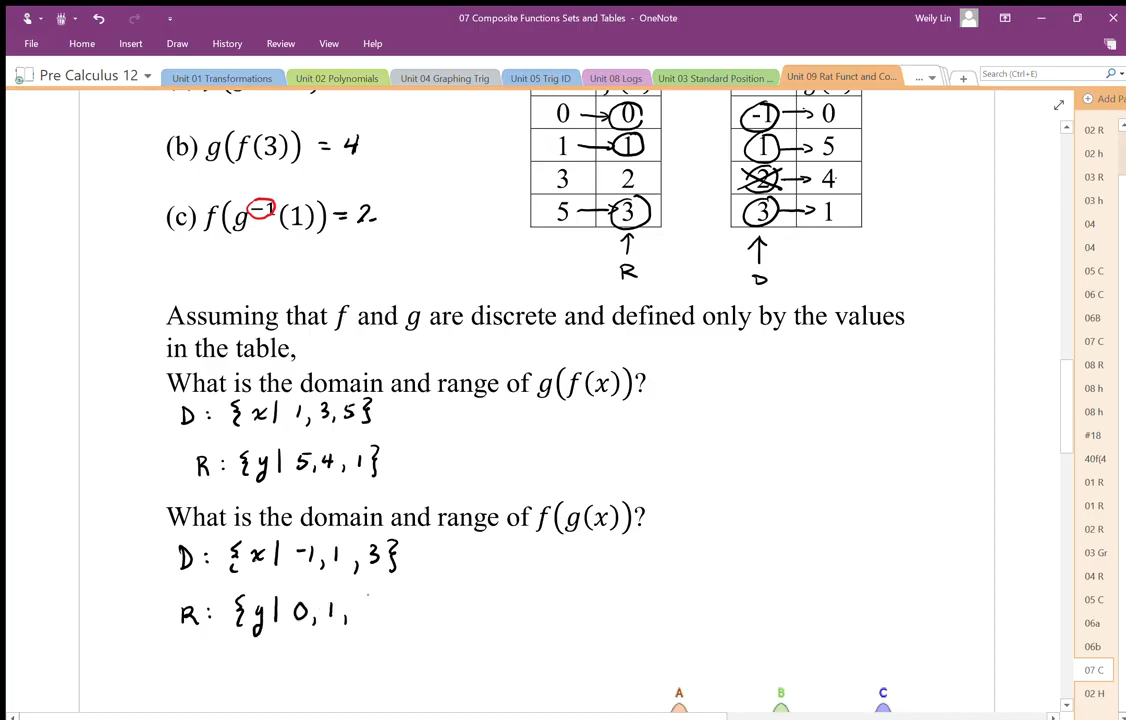 07 Composite Functions Sets and Tables - OneNote
Weily Lin
File Home Insert Draw History Review View Help
Pre Calculus 12
Unit 01 Transformations Unit 02 Polynomials Unit 04 Graphing Trig Unit 05 Trig ID Unit 08 Logs Unit 03 Standard Position ... Unit 09 Rat Funct and Co... ... + Search (Ctrl+E)
Add Pa
0 → 0
-1 → 0
(b) g(f(3)) = 4
1 → 1
1 → 5
3 2
2 → 4
(c) f(g⁻¹(1)) = 2
5 → 3
3 → 1
R
D
Assuming that f and g are discrete and defined only by the values
in the table,
What is the domain and range of g(f(x))?
D: {x| 1, 3, 5}
R: {y| 5, 4, 1}
What is the domain and range of f(g(x))?
D: {x| -1, 1, 3}
R: {y| 0, 1,
A B C
02 R
02 h
03 R
03 h
04
04
05 C
06 C
06B
07 C
08 R
08 h
08 h
#18
40f(4
01 R
01 R
02 R
03 Gr
04 R
05 C
06a
06b
07 C
02 H